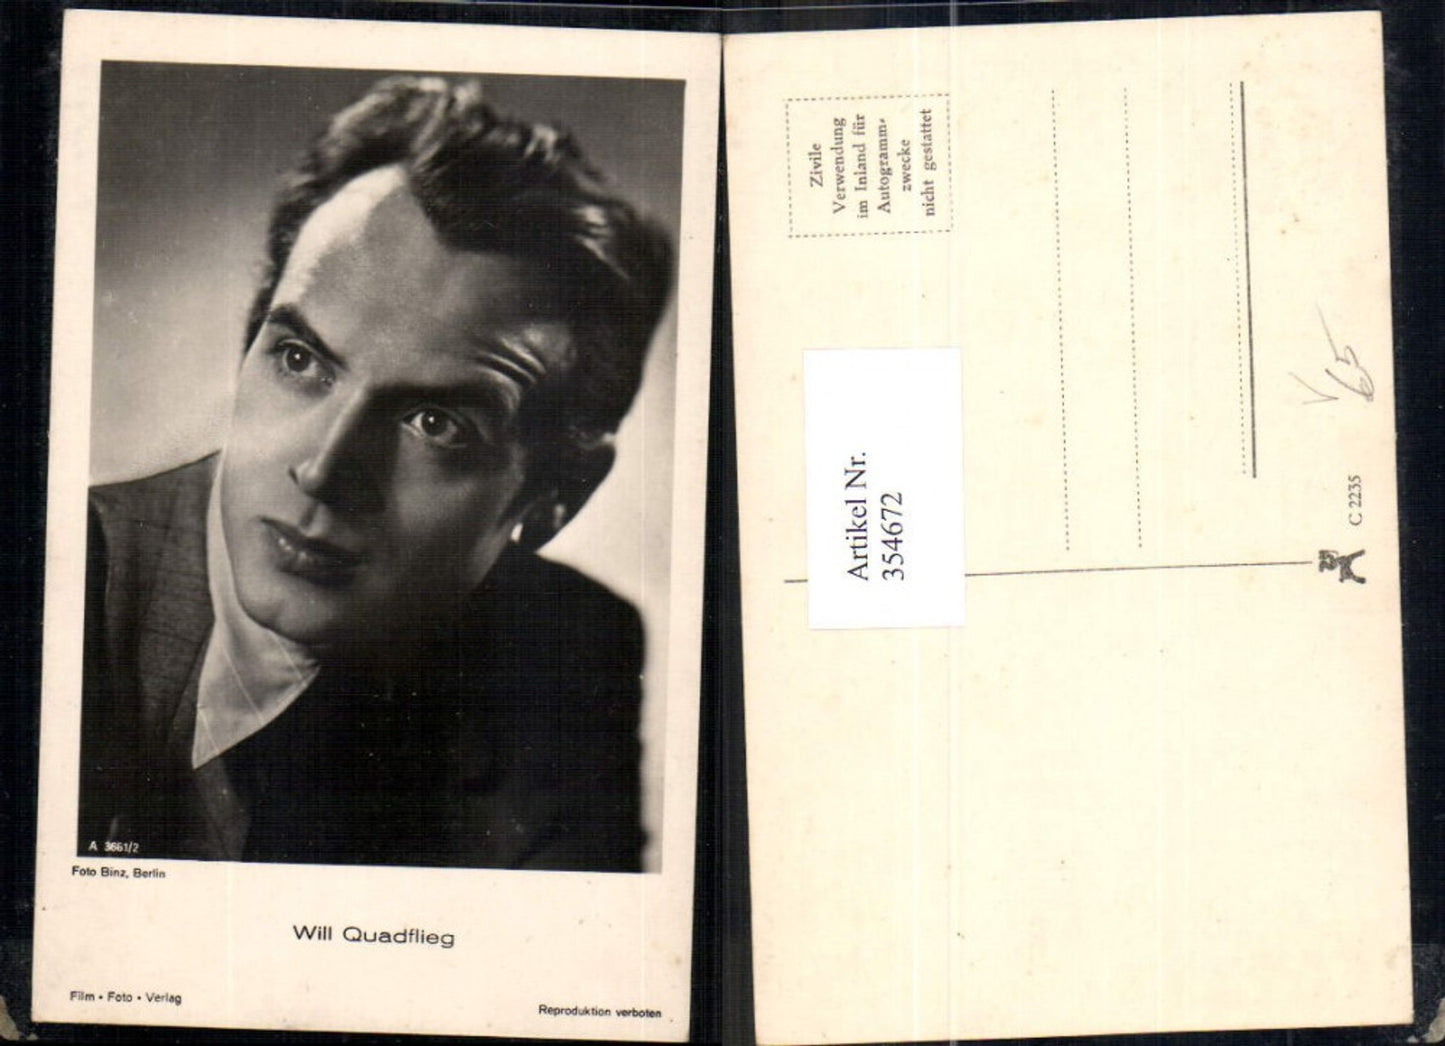 A 3661/2
Foto Binz, Berlin
Will Quadflieg
Film • Foto • Verlag
Reproduktion verboten
Zivile
Verwendung
im Inland für
Autogramm-
zwecke
nicht gestattet
Artikel Nr.
354672
C 2235
V
65